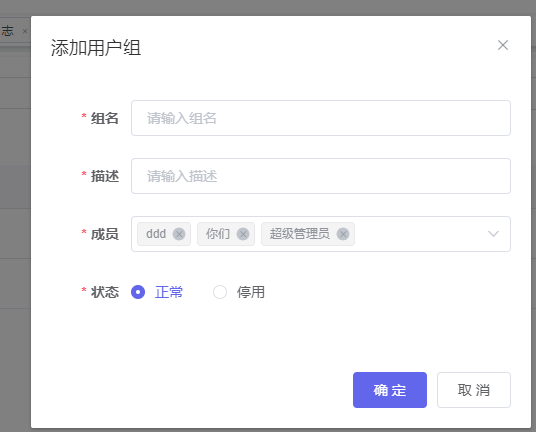 志
添加用户组
* 组名 请输入组名
* 描述 请输入描述
* 成员 ddd 你们 超级管理员
* 状态 正常 停用
确 定 取 消